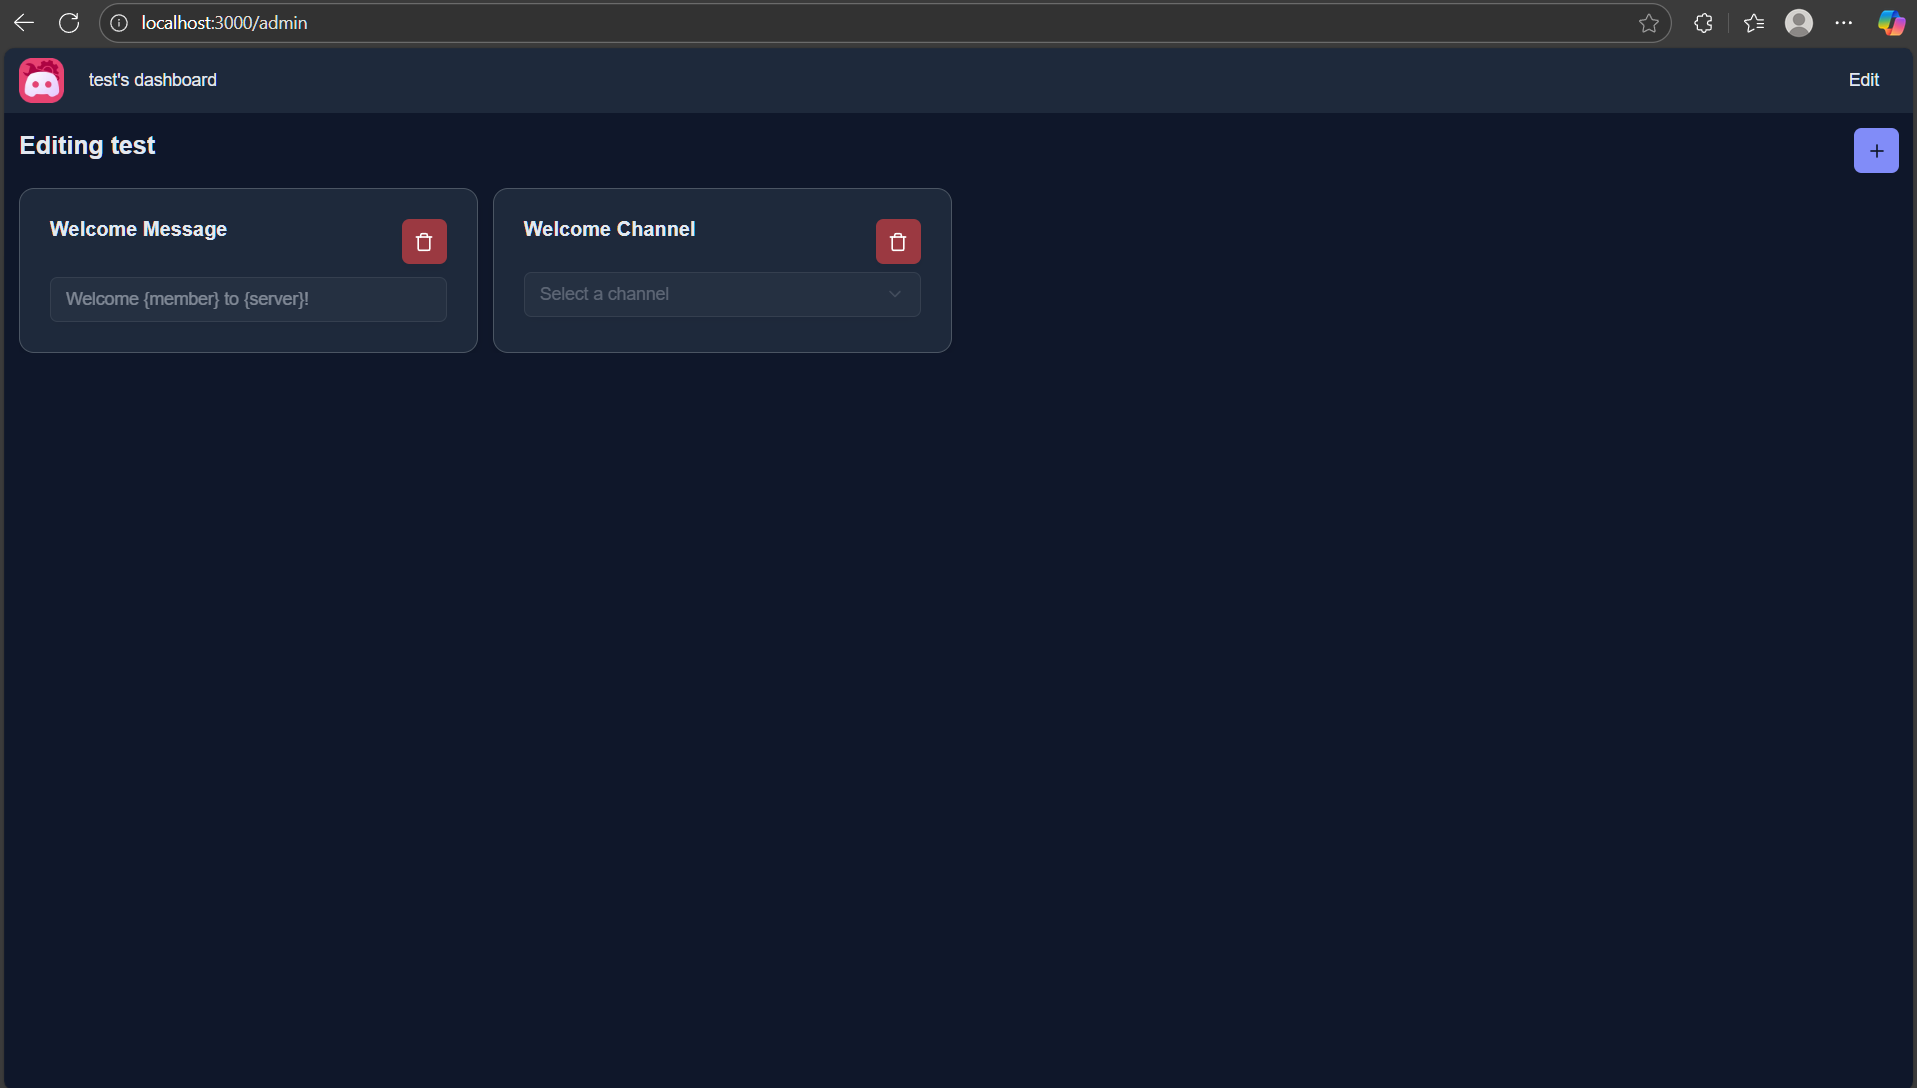 localhost:3000/admin
test's dashboard
Edit
Editing test
+
Welcome Message
Welcome {member} to {server}!
Welcome Channel
Select a channel